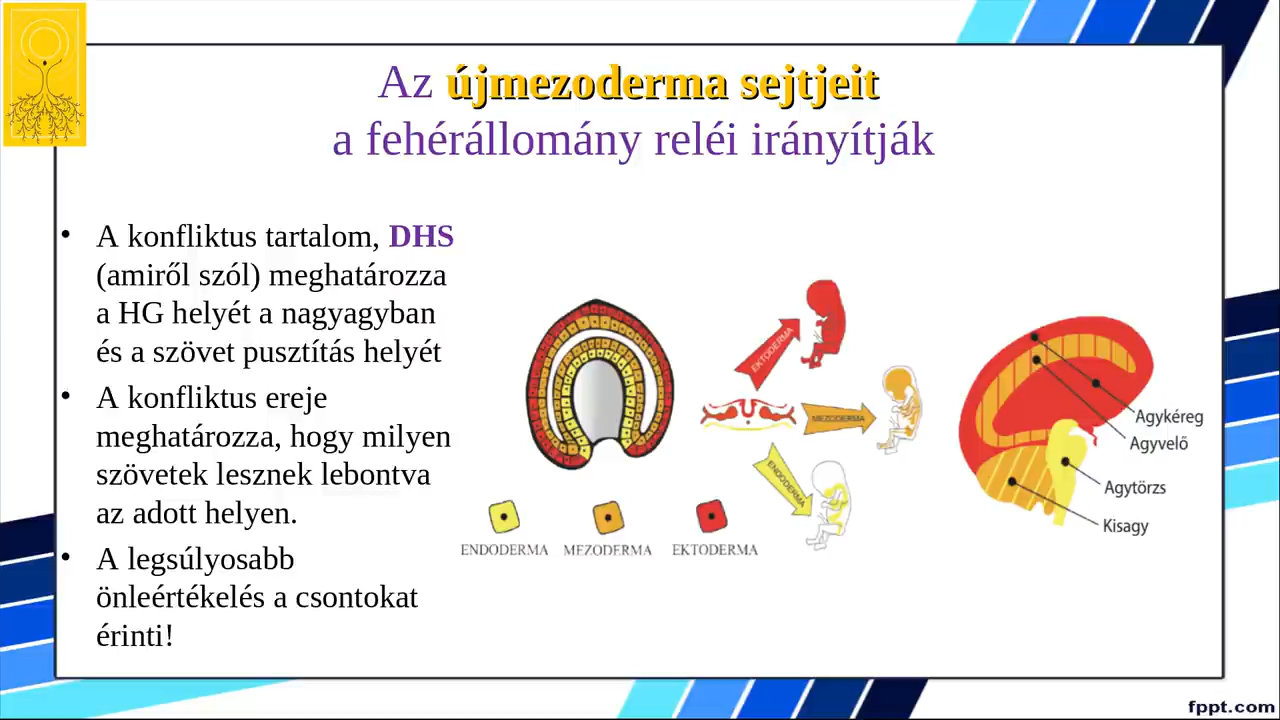 Az újmezoderma sejtjeit
a fehérállomány reléi irányítják
• A konfliktus tartalom, DHS
(amiről szól) meghatározza
a HG helyét a nagyagyban
és a szövet pusztítás helyét
• A konfliktus ereje
meghatározza, hogy milyen
szövetek lesznek lebontva
az adott helyen.
• A legsúlyosabb
önleértékelés a csontokat
érinti!
EKTODERMA
MEZODERMA
ENDODERMA
ENDODERMA MEZODERMA EKTODERMA
Agykéreg
Agyvelő
Agytörzs
Kisagy
fppt.com